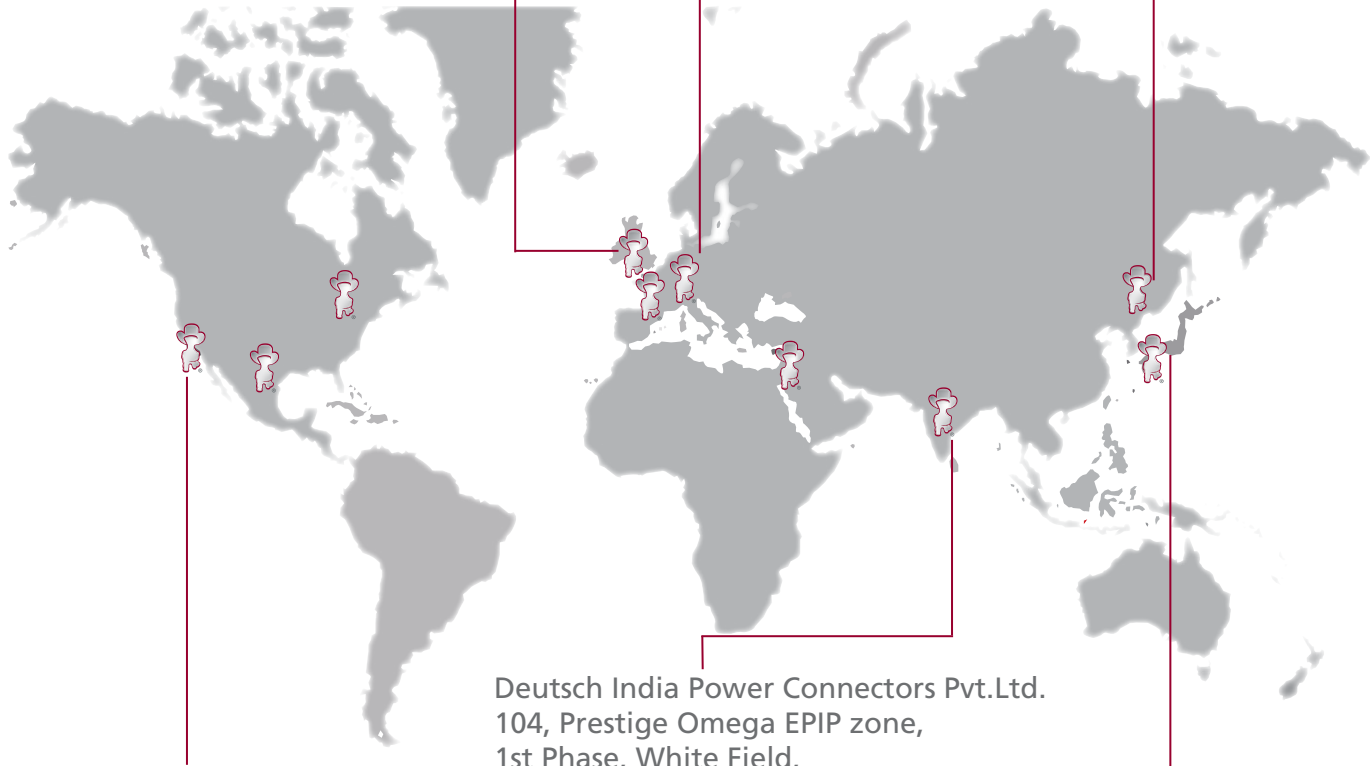 Deutsch India Power Connectors Pvt.Ltd.
104, Prestige Omega EPIP zone,
1st Phase, White Field,